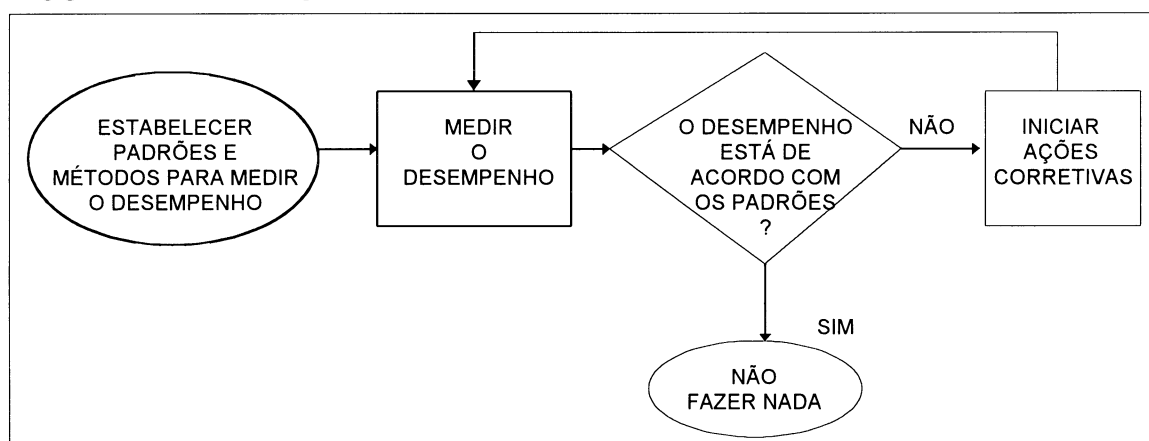 ESTABELECER
PADRÕES E
MÉTODOS PARA MEDIR
O DESEMPENHO
MEDIR
O
DESEMPENHO
O DESEMPENHO
ESTÁ DE
ACORDO COM
OS PADRÕES
?
NÃO
INICIAR
AÇÕES
CORRETIVAS
SIM
NÃO
FAZER NADA